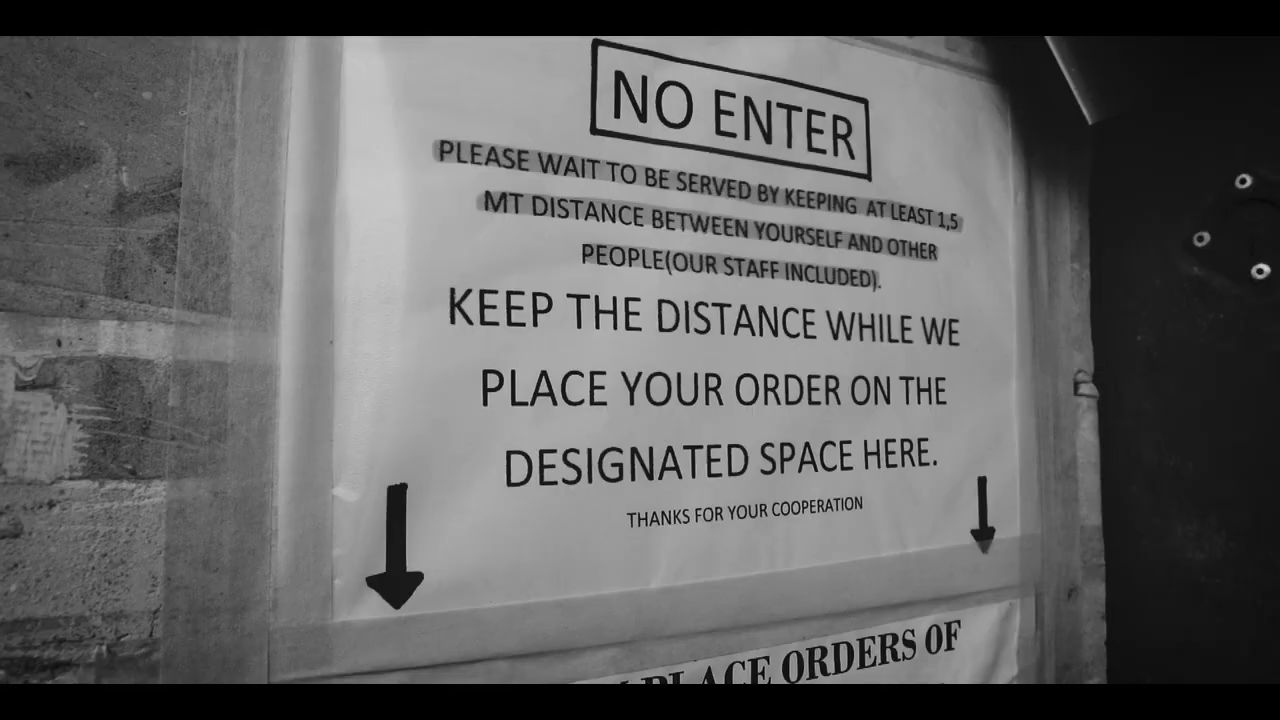 NO ENTER
PLEASE WAIT TO BE SERVED BY KEEPING AT LEAST 1,5
MT DISTANCE BETWEEN YOURSELF AND OTHER
PEOPLE(OUR STAFF INCLUDED).
KEEP THE DISTANCE WHILE WE
PLACE YOUR ORDER ON THE
DESIGNATED SPACE HERE.
THANKS FOR YOUR COOPERATION
PLACE ORDERS OF